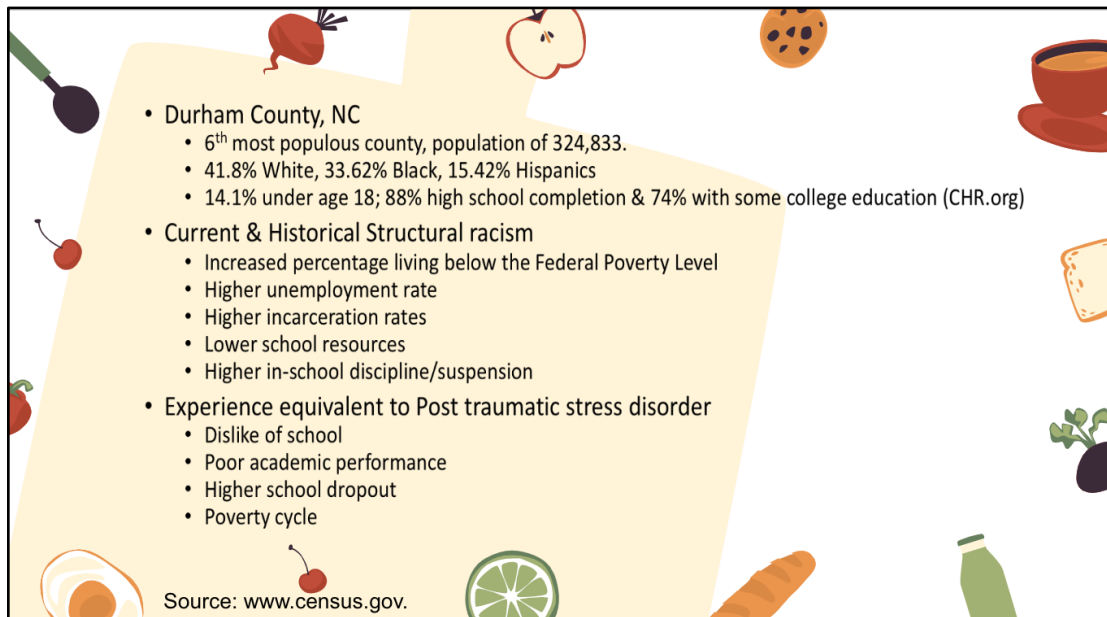 • Durham County, NC
• 6th most populous county, population of 324,833.
• 41.8% White, 33.62% Black, 15.42% Hispanics
• 14.1% under age 18; 88% high school completion & 74% with some college education (CHR.org)
• Current & Historical Structural racism
• Increased percentage living below the Federal Poverty Level
• Higher unemployment rate
• Higher incarceration rates
• Lower school resources
• Higher in-school discipline/suspension
• Experience equivalent to Post traumatic stress disorder
• Dislike of school
• Poor academic performance
• Higher school dropout
• Poverty cycle
Source: www.census.gov.